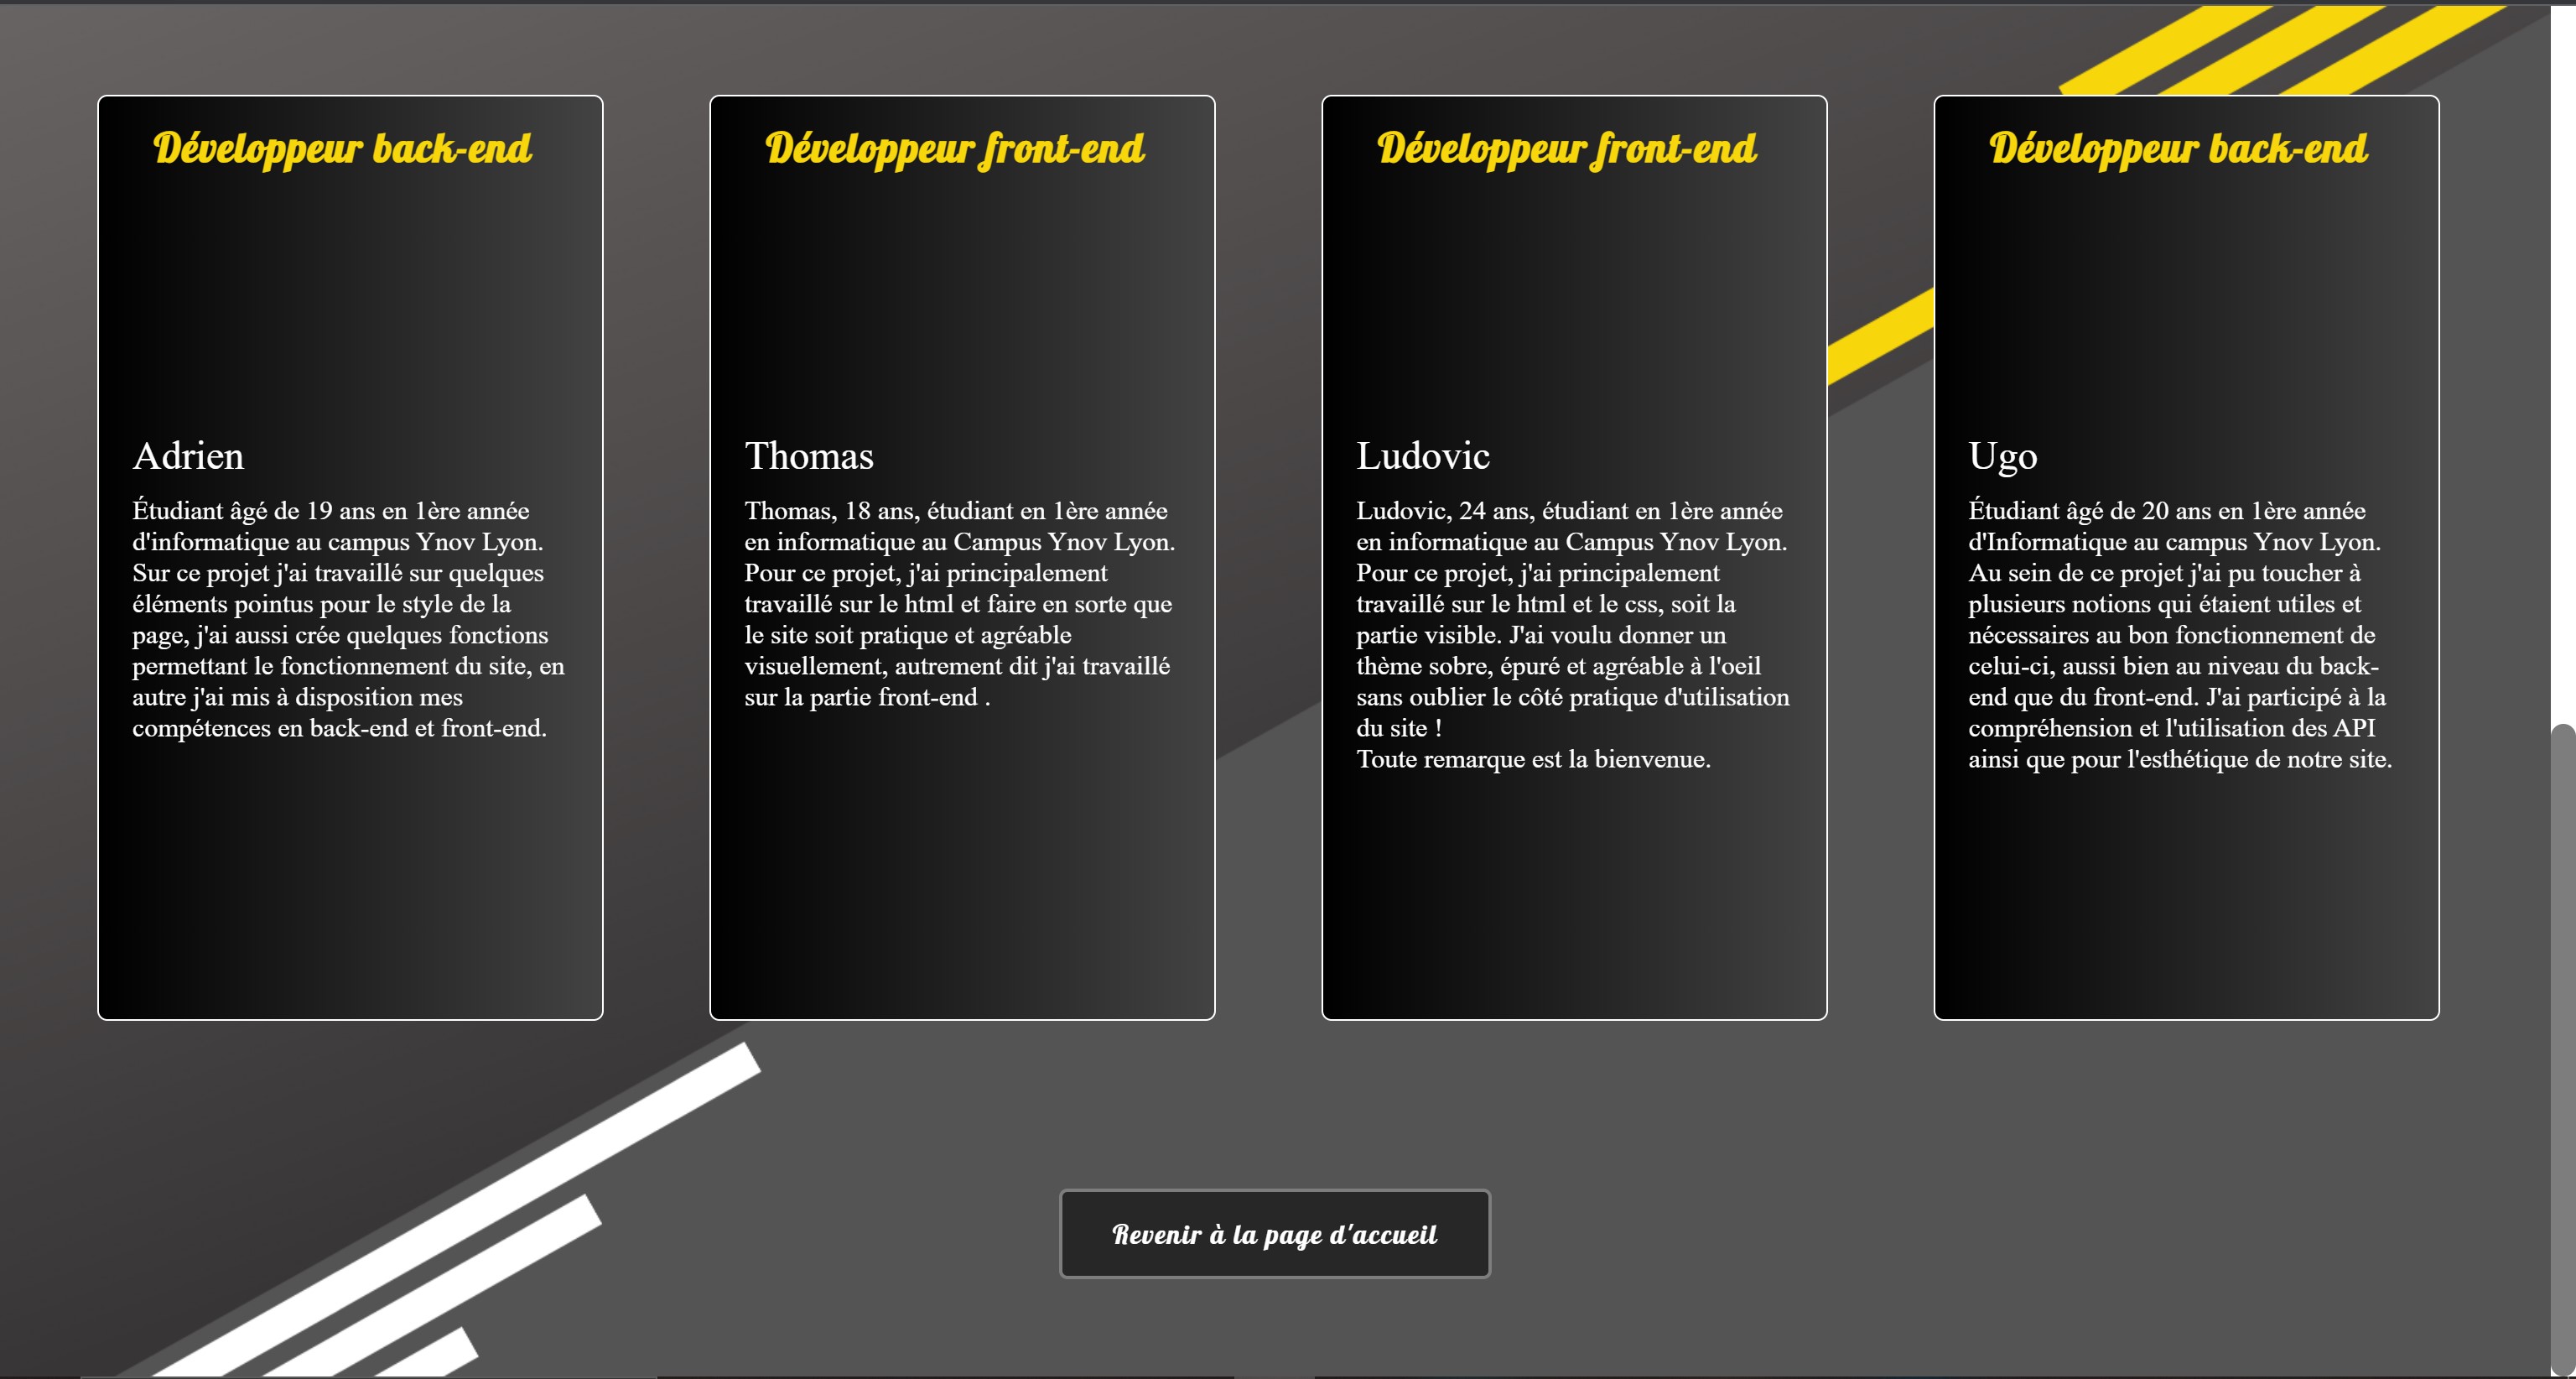 Développeur back-end
Adrien
Étudiant âgé de 19 ans en 1ère année
d'informatique au campus Ynov Lyon.
Sur ce projet j'ai travaillé sur quelques
éléments pointus pour le style de la
page, j'ai aussi crée quelques fonctions
permettant le fonctionnement du site, en
autre j'ai mis à disposition mes
compétences en back-end et front-end.
Développeur front-end
Thomas
Thomas, 18 ans, étudiant en 1ère année
en informatique au Campus Ynov Lyon.
Pour ce projet, j'ai principalement
travaillé sur le html et faire en sorte que
le site soit pratique et agréable
visuellement, autrement dit j'ai travaillé
sur la partie front-end .
Développeur front-end
Ludovic
Ludovic, 24 ans, étudiant en 1ère année
en informatique au Campus Ynov Lyon.
Pour ce projet, j'ai principalement
travaillé sur le html et le css, soit la
partie visible. J'ai voulu donner un
thème sobre, épuré et agréable à l'oeil
sans oublier le côté pratique d'utilisation
du site !
Toute remarque est la bienvenue.
Développeur back-end
Ugo
Étudiant âgé de 20 ans en 1ère année
d'Informatique au campus Ynov Lyon.
Au sein de ce projet j'ai pu toucher à
plusieurs notions qui étaient utiles et
nécessaires au bon fonctionnement de
celui-ci, aussi bien au niveau du back-
end que du front-end. J'ai participé à la
compréhension et l'utilisation des API
ainsi que pour l'esthétique de notre site.
Revenir à la page d'accueil